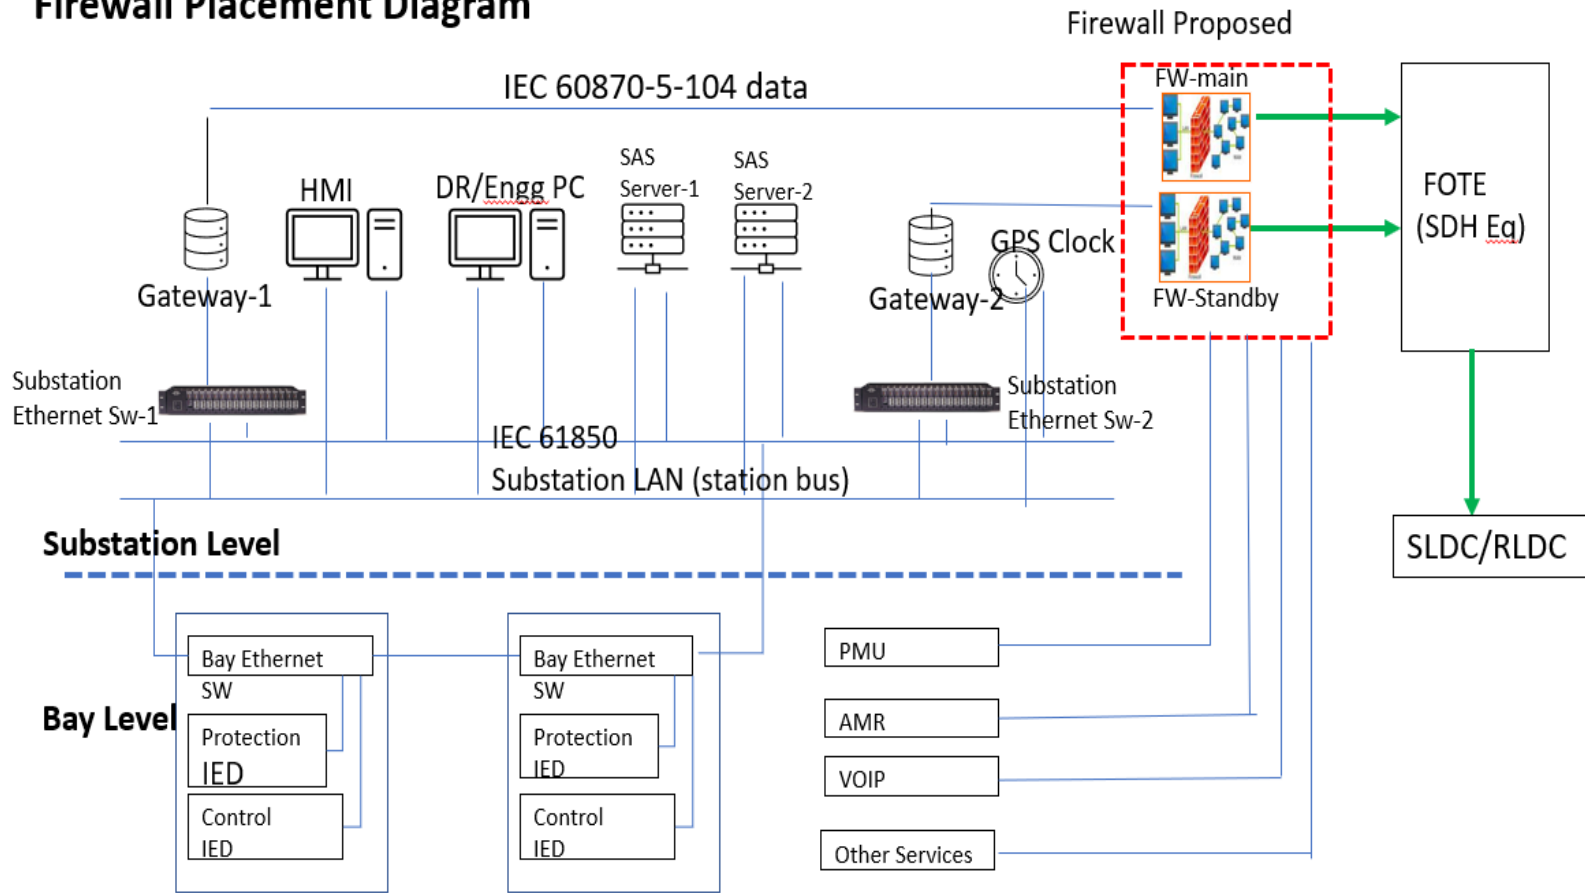 Firewall Placement Diagram
Firewall Proposed
IEC 60870-5-104 data
FW-main
SAS
Server-1
SAS
Server-2
HMI
DR/Engg PC
FOTE
(SDH Eq)
GPS Clock
Gateway-1
Gateway-2
FW-Standby
Substation
Ethernet Sw-1
Substation
Ethernet Sw-2
IEC 61850
Substation LAN (station bus)
Substation Level
SLDC/RLDC
Bay Ethernet
SW
Bay Ethernet
SW
PMU
Bay Level
Protection
IED
Protection
IED
AMR
VOIP
Control
IED
Control
IED
Other Services